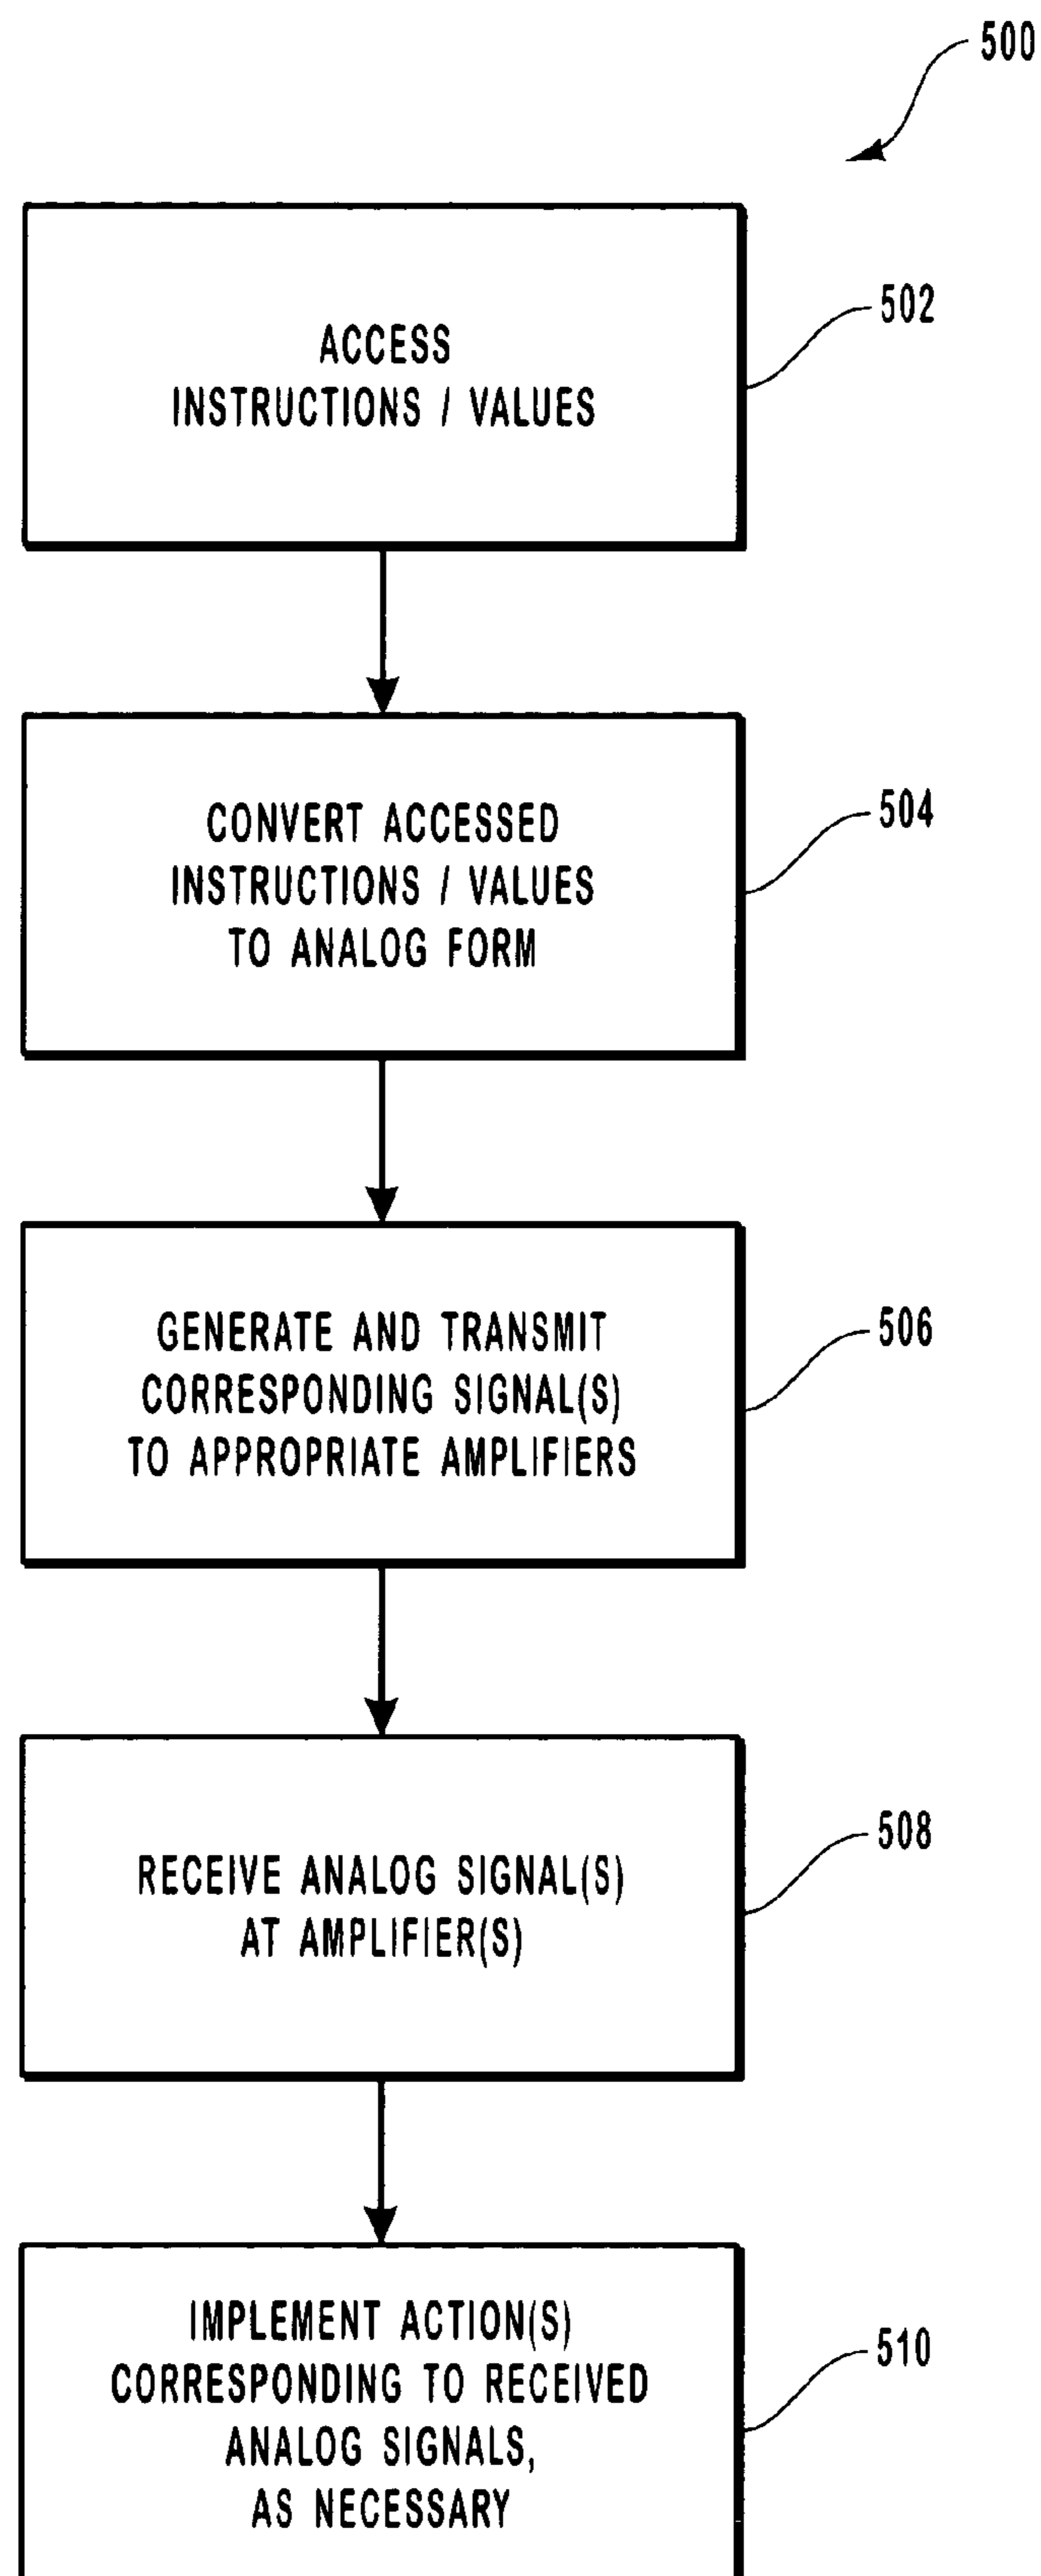 500
ACCESS
INSTRUCTIONS / VALUES
502
CONVERT ACCESSED
INSTRUCTIONS / VALUES
TO ANALOG FORM
504
GENERATE AND TRANSMIT
CORRESPONDING SIGNAL(S)
TO APPROPRIATE AMPLIFIERS
506
RECEIVE ANALOG SIGNAL(S)
AT AMPLIFIER(S)
508
IMPLEMENT ACTION(S)
CORRESPONDING TO RECEIVED
ANALOG SIGNALS,
AS NECESSARY
510